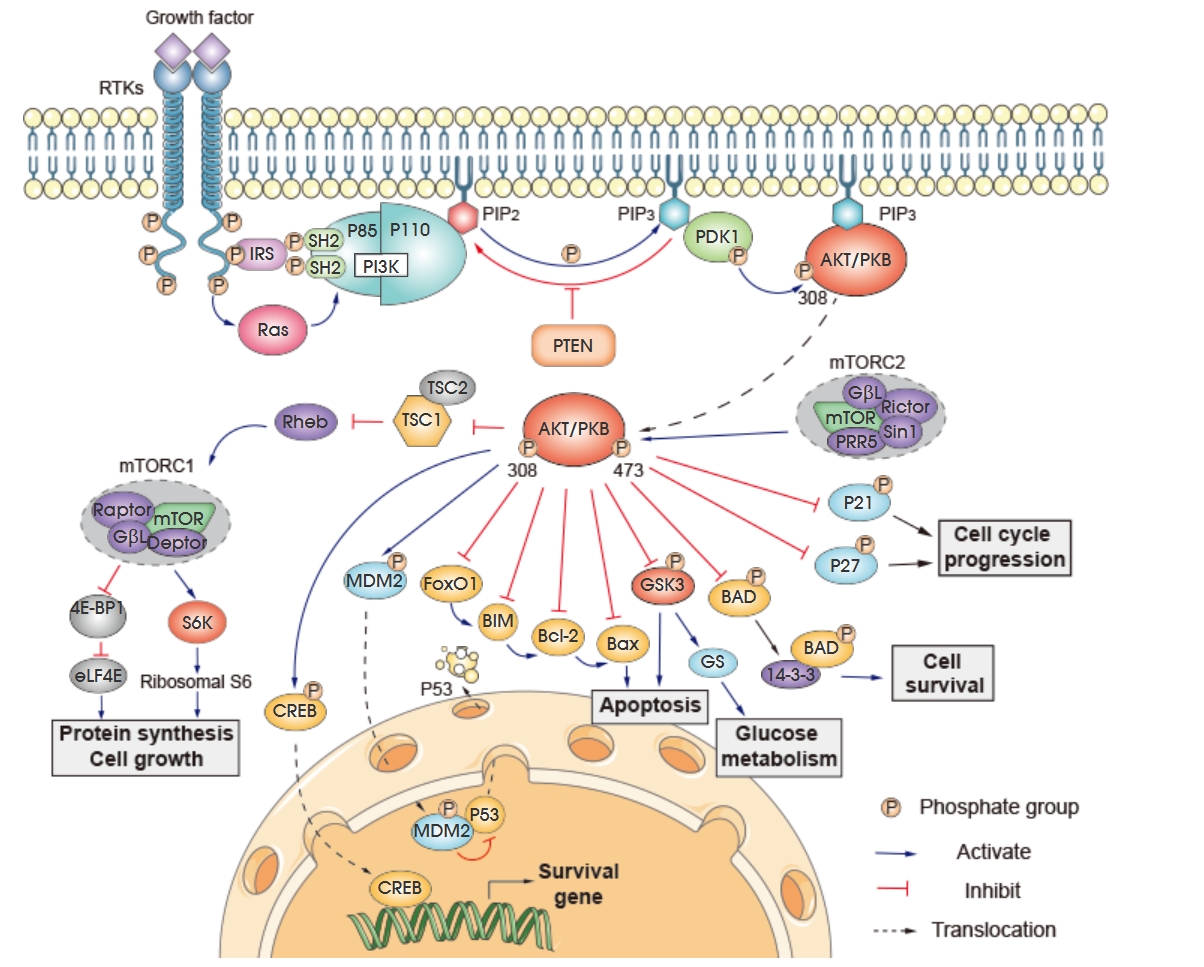 Growth factor
RTKs
P
P
P
P
P
P
IRS
P
P
SH2
SH2
P85
P110
PI3K
Ras
PIP2
P
PIP3
PDK1
P
PIP3
AKT/PKB
P
308
PTEN
mTORC2
GβL
mTOR
Rictor
Sin1
PRR5
TSC2
TSC1
Rheb
AKT/PKB
P
P
308
473
mTORC1
Raptor
mTOR
GβL
Deptor
4E-BP1
S6K
eLF4E
Ribosomal S6
Protein synthesis
Cell growth
P
CREB
P
MDM2
FoxO1
BIM
Bcl-2
Bax
P
GSK3
P
BAD
P
P21
P
P27
Cell cycle
progression
GS
P
BAD
14-3-3
Cell
survival
P53
Apoptosis
Glucose
metabolism
P
P53
MDM2
CREB
Survival
gene
P
Phosphate group
Activate
Inhibit
Translocation